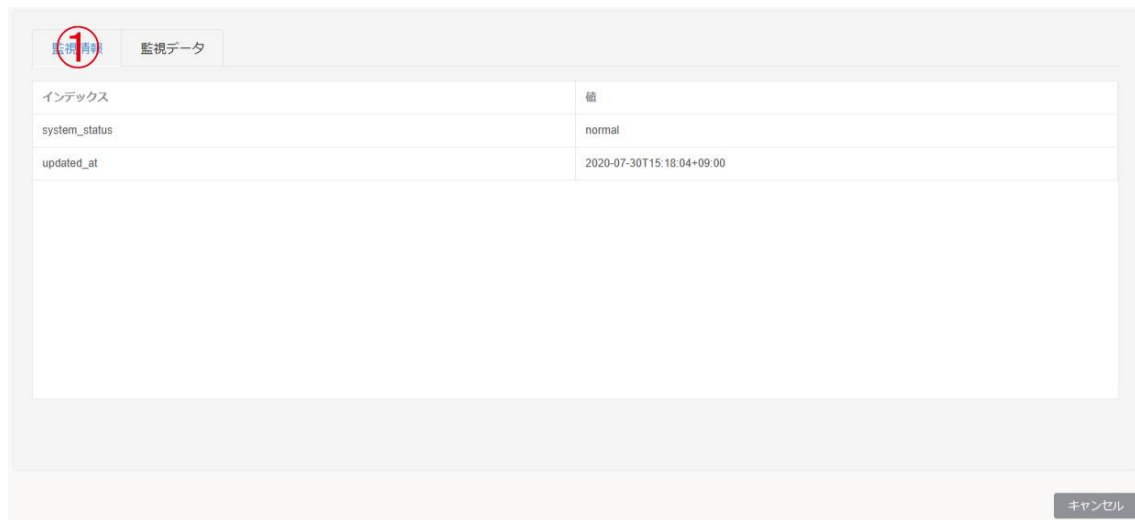 監視情報 監視データ
①
インデックス 値
system_status normal
updated_at 2020-07-30T15:18:04+09:00
キャンセル